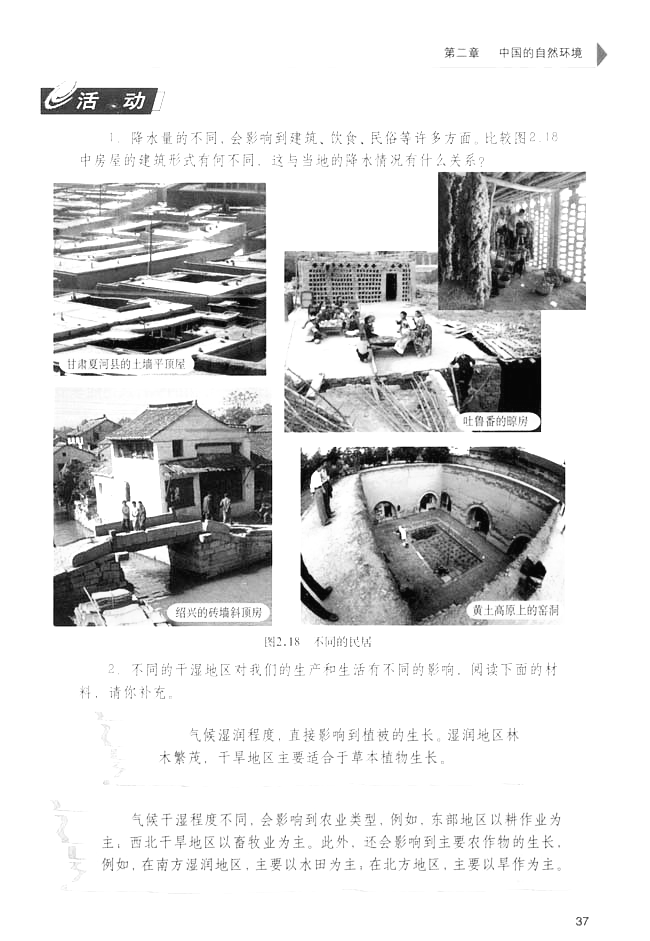 第二章 中国的自然环境
活动
1. 降水量的不同,会影响到建筑、饮食、民俗等许多方面。比较图2.18
中房屋的建筑形式有何不同,这与当地的降水情况有什么关系?
甘肃夏河县的土墙平顶屋
吐鲁番的晾房
绍兴的砖墙斜顶房
黄土高原上的窑洞
图2.18 不同的民居
2. 不同的干湿地区对我们的生产和生活有不同的影响,阅读下面的材
料,请你补充。
气候湿润程度,直接影响到植被的生长。湿润地区林
木繁茂,干旱地区主要适合于草本植物生长。
气候干湿程度不同,会影响到农业类型,例如,东部地区以耕作业为
主;西北干旱地区以畜牧业为主。此外,还会影响到主要农作物的生长,
例如,在南方湿润地区,主要以水田为主;在北方地区,主要以旱作为主。
37